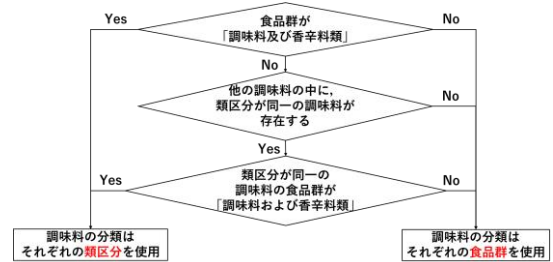 Yes
食品群が
「調味料及び香辛料類」
No
No
他の調味料の中に,
類区分が同一の調味料が
存在する
No
Yes
Yes
類区分が同一の
調味料の食品群が
「調味料および香辛料類」
No
調味料の分類は
それぞれの類区分を使用
調味料の分類は
それぞれの食品群を使用